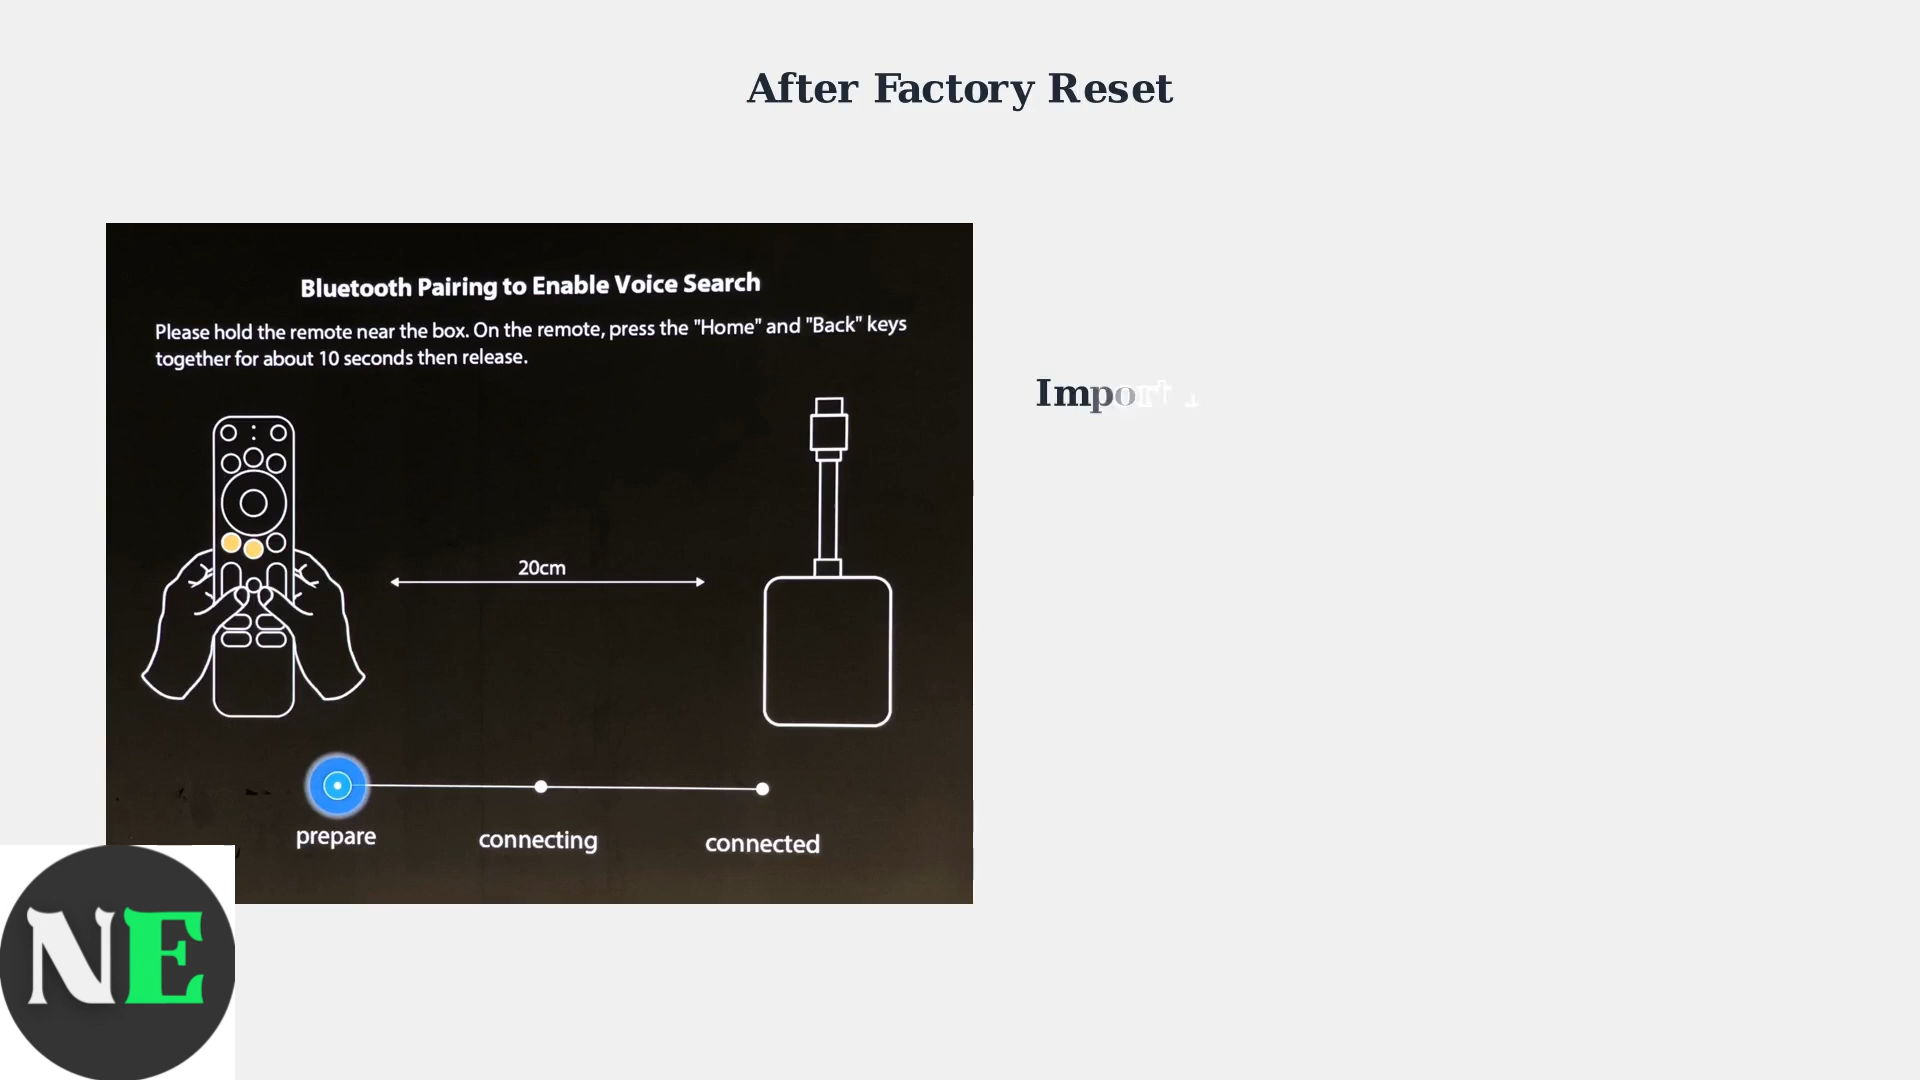 After Factory Reset
Bluetooth Pairing to Enable Voice Search
Please hold the remote near the box. On the remote, press the "Home" and "Back" keys
together for about 10 seconds then release.
20cm
prepare
connecting
connected
NE